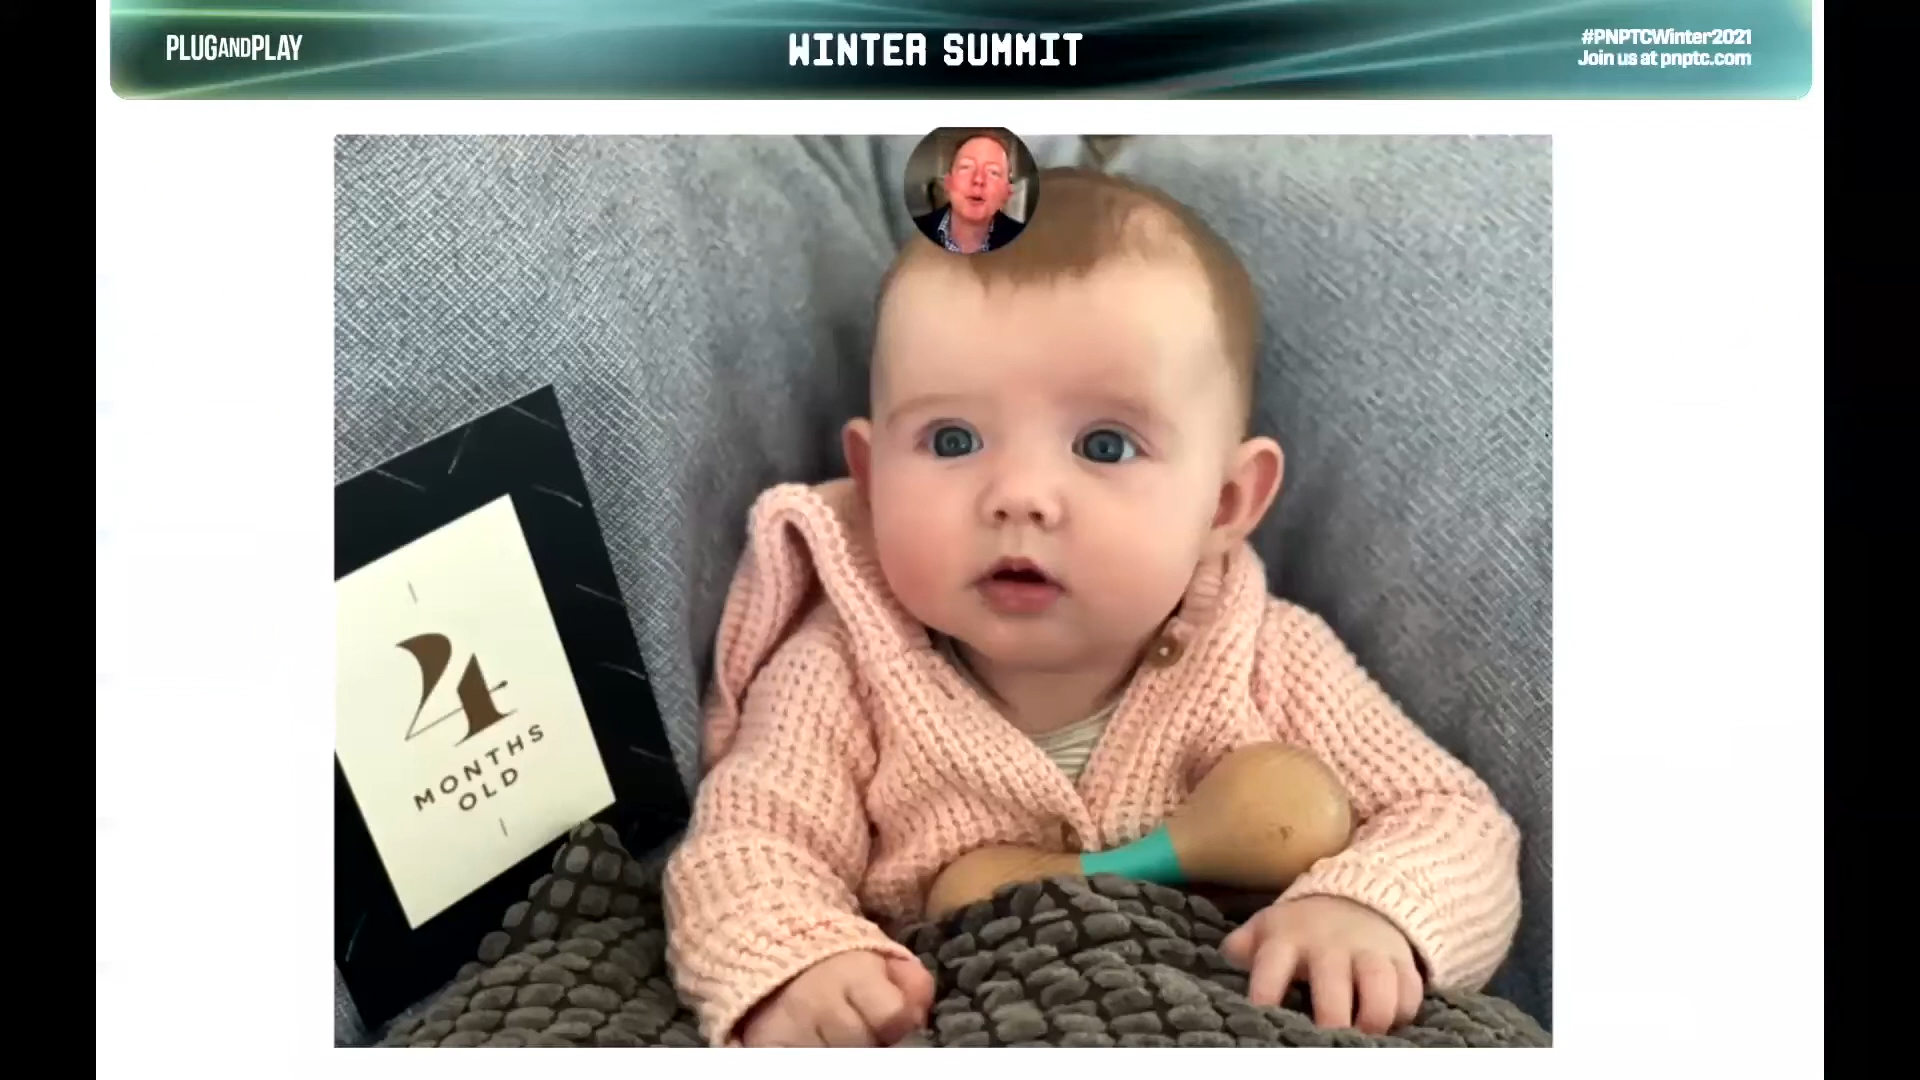 PLUGANDPLAY
WINTER SUMMIT
#PNPTCWinter2021
Join us at pnptc.com
4
MONTHS
OLD